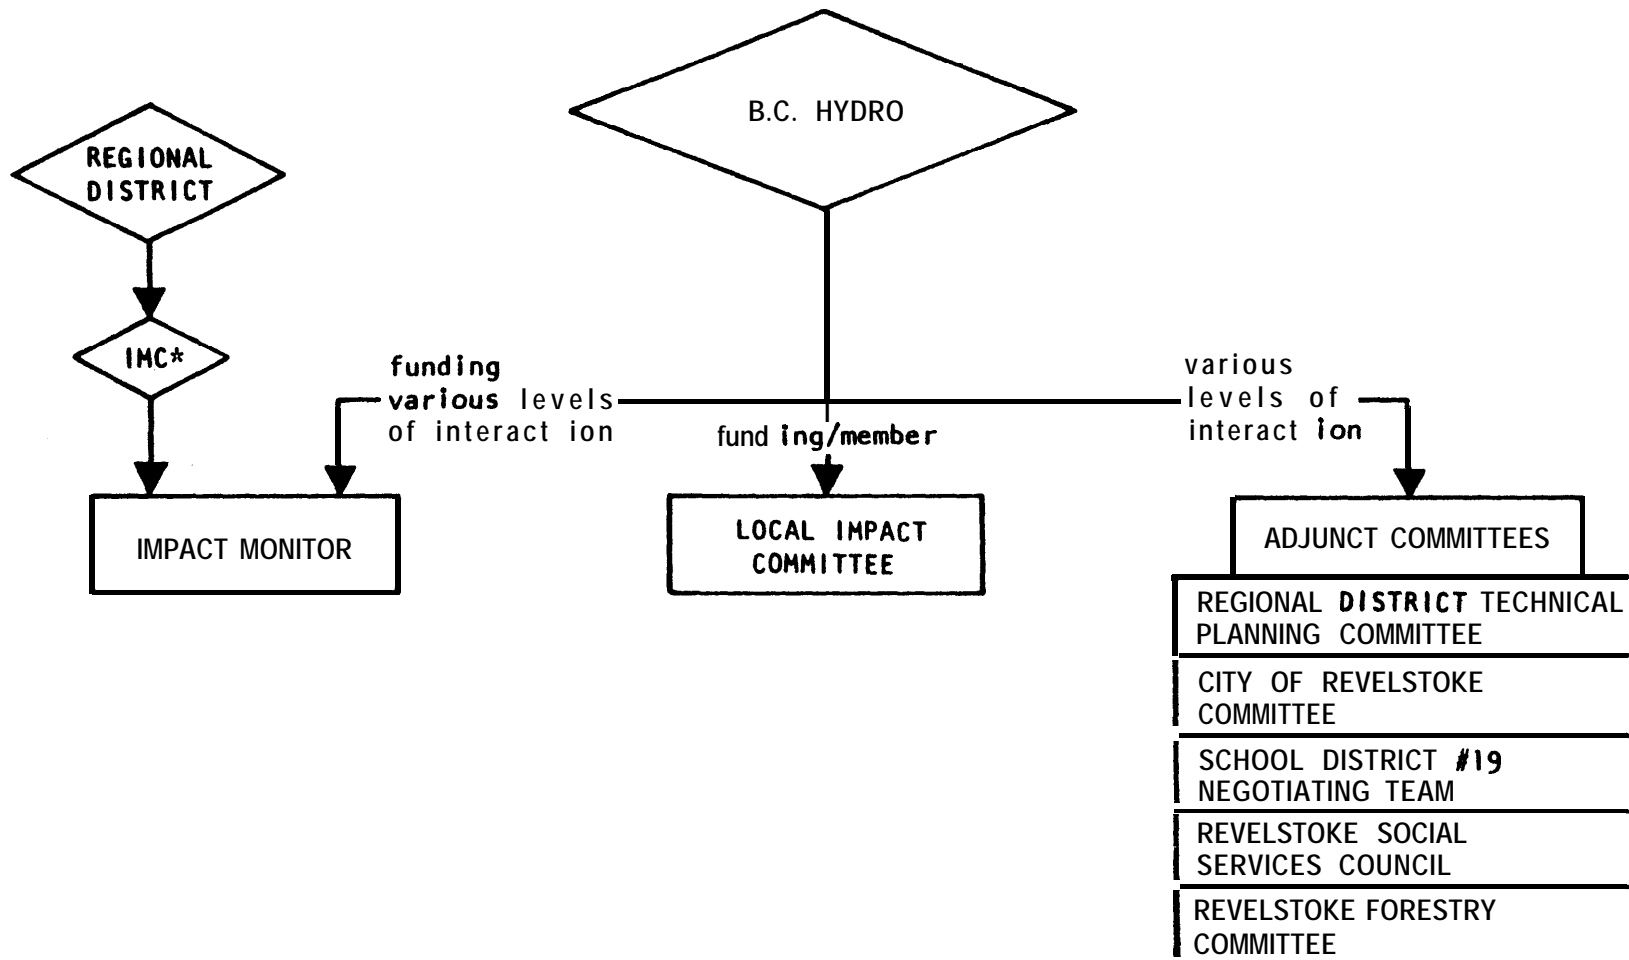 B.C. HYDRO
REGIONAL
DISTRICT
IMC*
funding
various levels
of interact ion
fund ing/member
various
levels of
interact ion
IMPACT MONITOR
LOCAL IMPACT
COMMITTEE
ADJUNCT COMMITTEES
REGIONAL DISTRICT TECHNICAL
PLANNING COMMITTEE
CITY OF REVELSTOKE
COMMITTEE
SCHOOL DISTRICT #19
NEGOTIATING TEAM
REVELSTOKE SOCIAL
SERVICES COUNCIL
REVELSTOKE FORESTRY
COMMITTEE